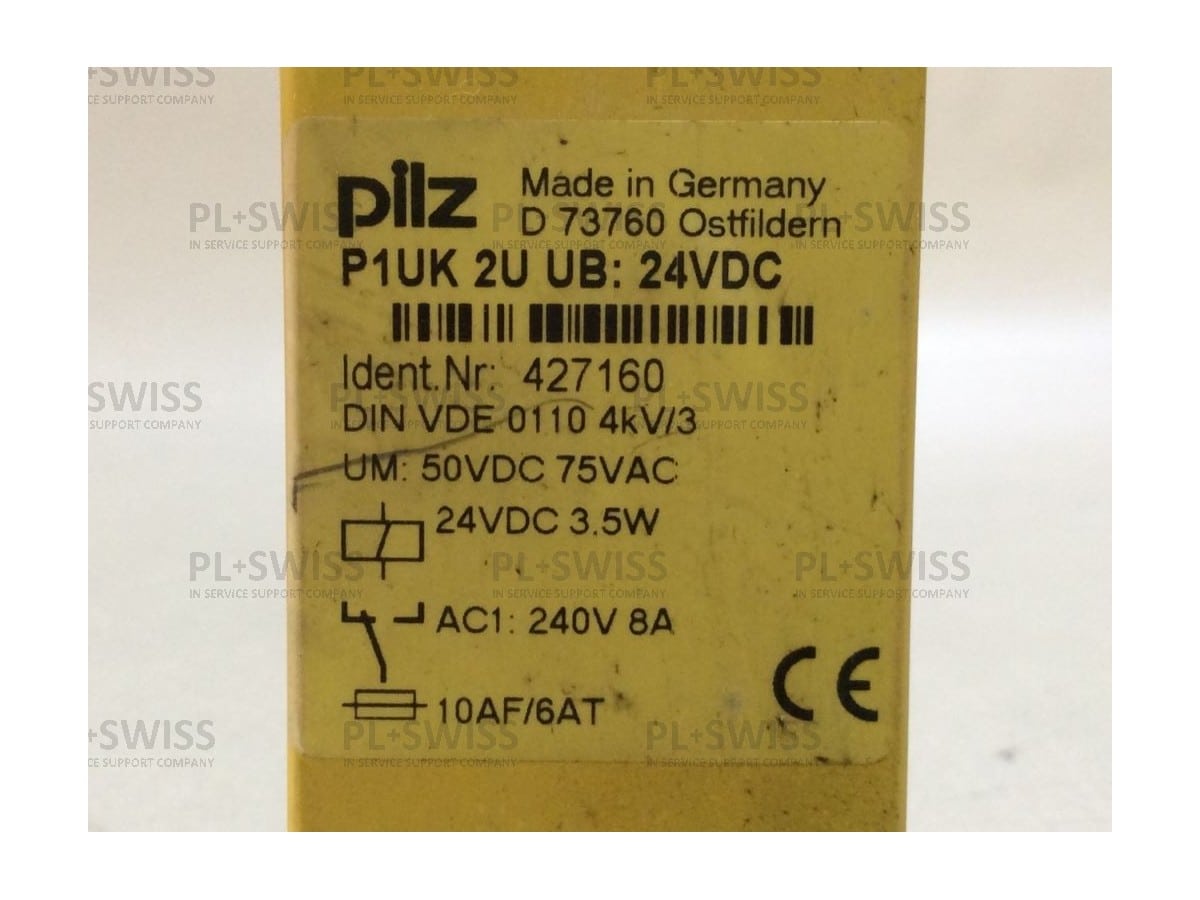 pilz
Made in Germany
D 73760 Ostfildern
P1UK 2U UB: 24VDC
Ident.Nr: 427160
DIN VDE 0110 4kV/3
UM: 50VDC 75VAC
24VDC 3.5W
AC1: 240V 8A
10AF/6AT
CE
PL+SWISS
IN SERVICE SUPPORT COMPANY